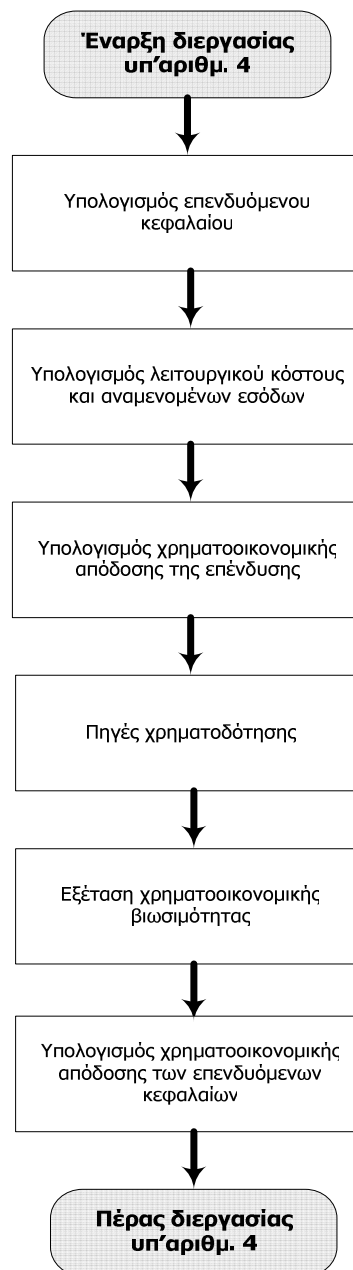 Έναρξη διεργασίας
υπ’αριθμ. 4
Υπολογισμός επενδυόμενου
κεφαλαίου
Υπολογισμός λειτουργικού κόστους
και αναμενομένων εσόδων
Υπολογισμός χρηματοοικονομικής
απόδοσης της επένδυσης
Πηγές χρηματοδότησης
Εξέταση χρηματοοικονομικής
βιωσιμότητας
Υπολογισμός χρηματοοικονομικής
απόδοσης των επενδυόμενων
κεφαλαίων
Πέρας διεργασίας
υπ’αριθμ. 4